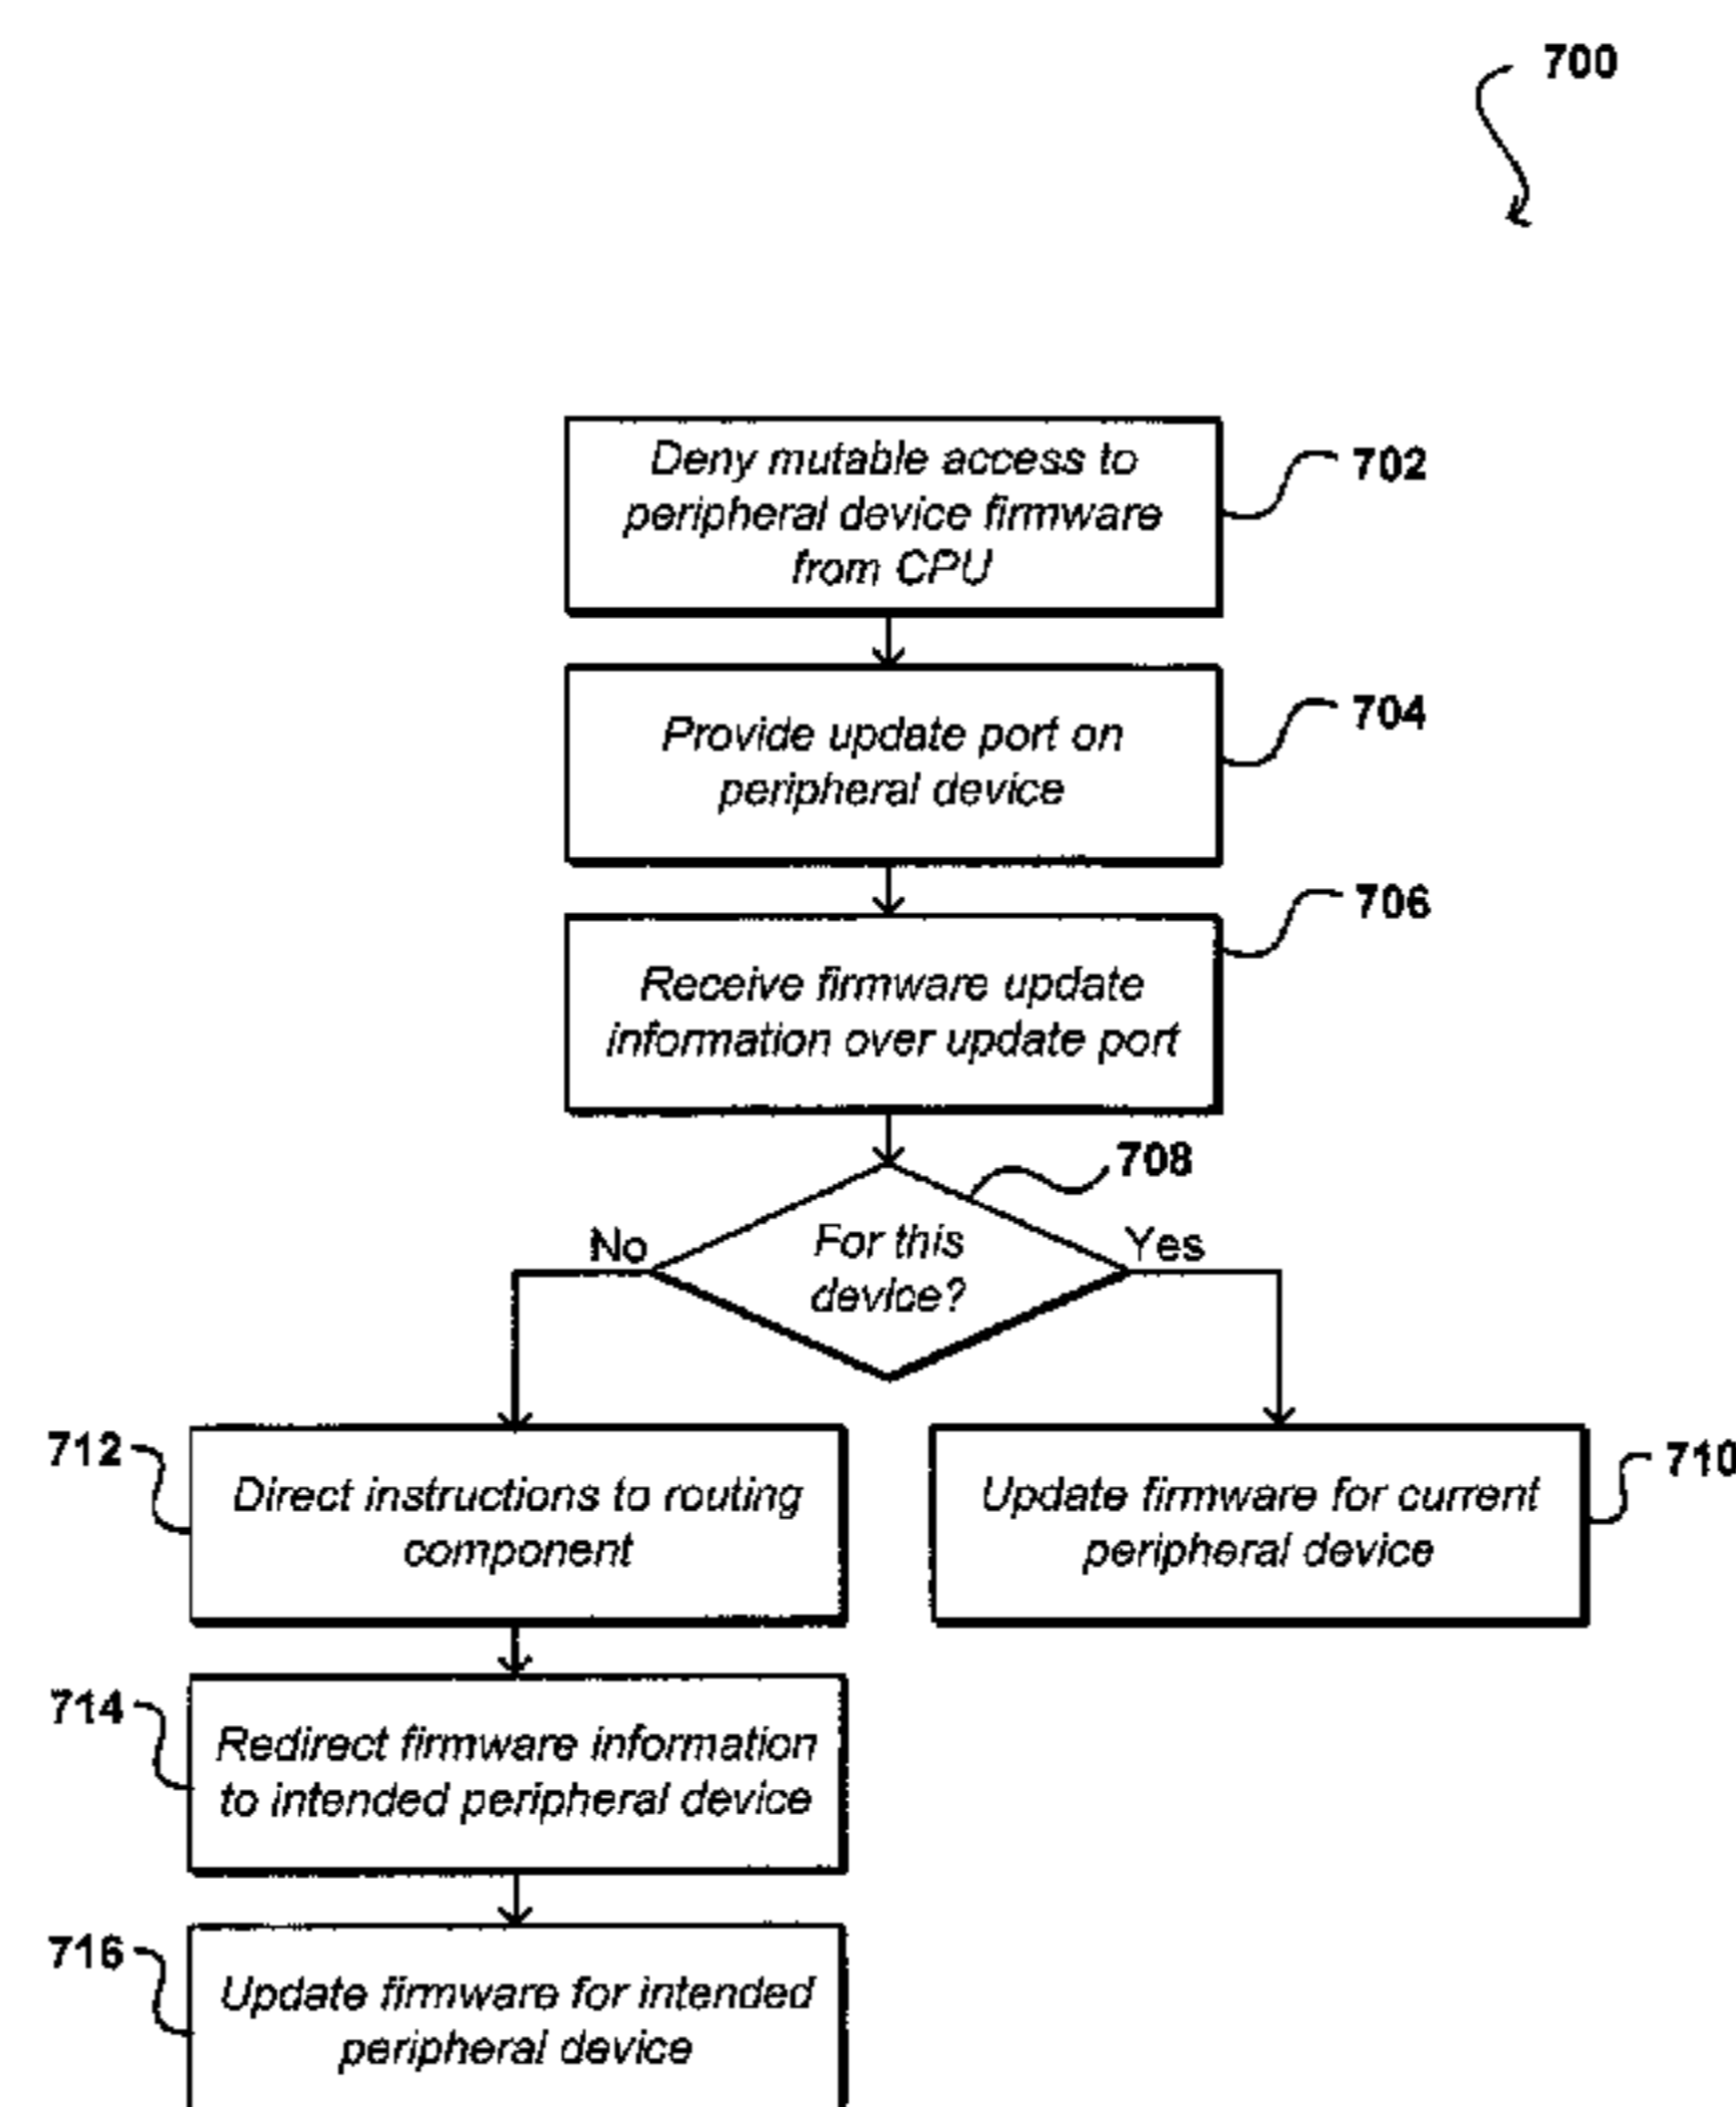 700
Deny mutable access to
peripheral device firmware
from CPU
702
Provide update port on
peripheral device
704
706
Receive firmware update
information over update port
708
No
For this
device?
Yes
712
Direct instructions to routing
component
Update firmware for current
peripheral device
710
714
Redirect firmware information
to intended peripheral device
716
Update firmware for intended
peripheral device